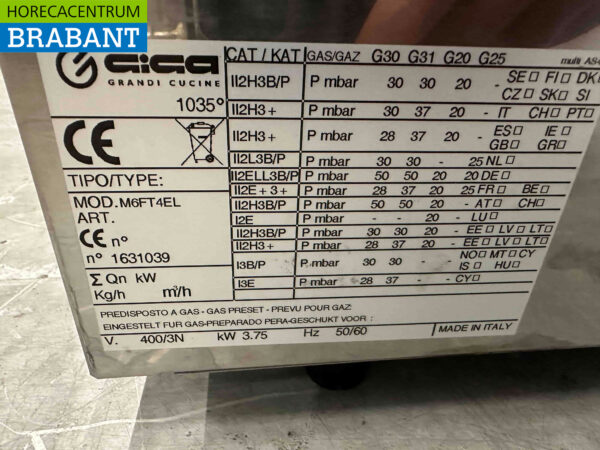 HORECACENTRUM
BRABANT
GIGA
GRANDI CUCINE
1035°
CE
TIPO/TYPE:
MOD. M6FT4EL
ART.
CE n°
n° 1631039
Σ Qn kW
Kg/h m³/h
CAT / KAT GAS/GAZ G30 G31 G20 G25
II2H3B/P P mbar 30 30 20 - SE□ FI□ DK
CZ□ SK□ SI
II2H3+ P mbar 30 37 20 - IT CH□ PT□
II2H3+ P mbar 28 37 20 - ES□ IE□
GB□ GR□
II2L3B/P P mbar 30 30 - 25 NL□
II2ELL3B/P P mbar 50 50 20 20 DE□
II2E+3+ P mbar 28 37 20 25 FR□ BE□
II2H3B/P P mbar 50 50 20 - AT□ CH□
I2E P mbar - - 20 - LU□
II2H3B/P P mbar 30 30 20 - EE□ LV□ LT□
II2H3+ P mbar 28 37 20 - EE□ LV□ LT□
I3B/P P mbar 30 30 - - NO□ MT□ CY
IS□ HU□
I3E P mbar 28 37 - - CY□
PREDISPOSTO A GAS - GAS PRESET - PREVU POUR GAZ:
EINGESTELT FUR GAS-PREPARADO PERA-GESCHUKT VOOR :
V. 400/3N kW 3.75 Hz 50/60 MADE IN ITALY